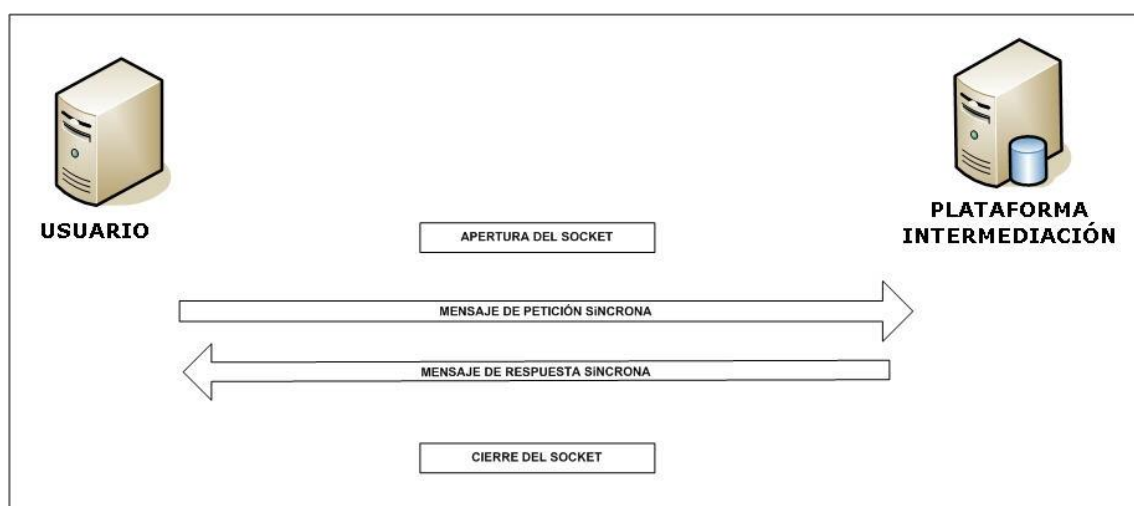 USUARIO
PLATAFORMA
INTERMEDIACIÓN
APERTURA DEL SOCKET
MENSAJE DE PETICIÓN SíNCRONA
MENSAJE DE RESPUESTA SíNCRONA
CIERRE DEL SOCKET